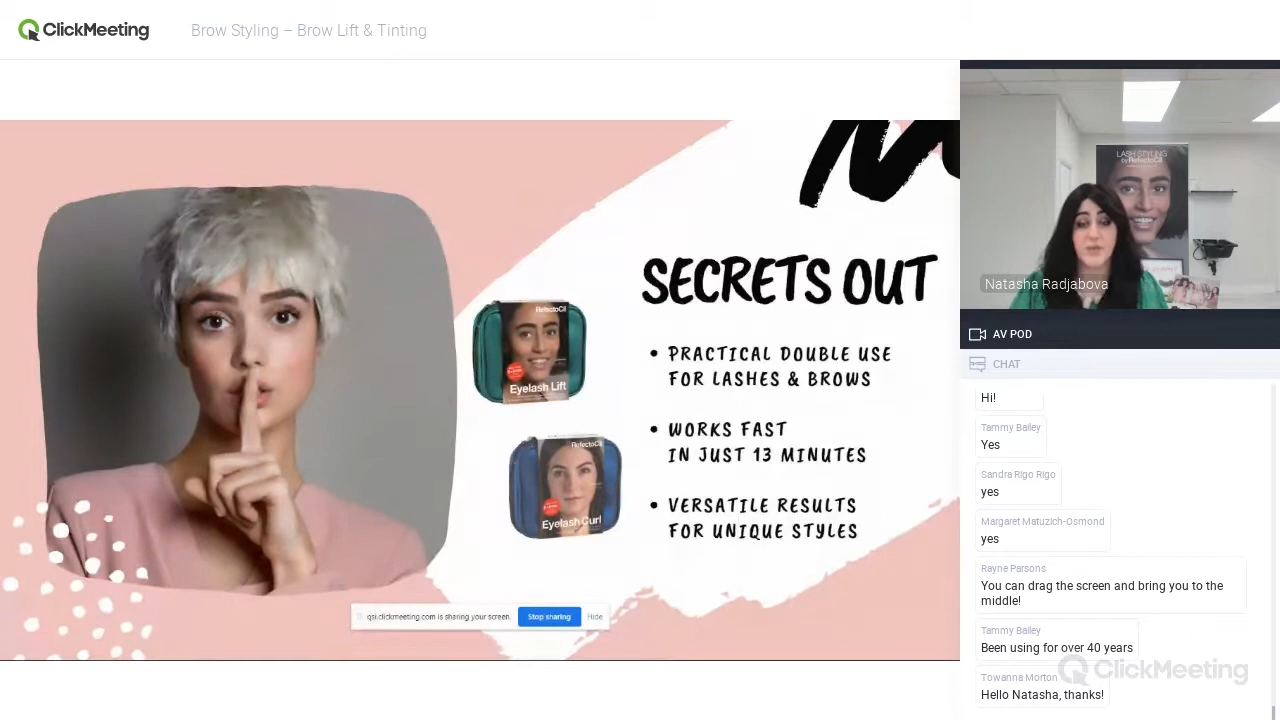 ClickMeeting
Brow Styling – Brow Lift & Tinting
SECRETS OUT
• PRACTICAL DOUBLE USE
FOR LASHES & BROWS
• WORKS FAST
IN JUST 13 MINUTES
• VERSATILE RESULTS
FOR UNIQUE STYLES
RefectoCil
Eyelash Lift
RefectoCil
Eyelash Curl
qsi.clickmeeting.com is sharing your screen.
Stop sharing
Hide
LASH STYLING
by RefectoCil
Natasha Radjabova
AV POD
CHAT
Hi!
Tammy Bailey
Yes
Sandra Rigo Rigo
yes
Margaret Matuzich-Osmond
yes
Rayne Parsons
You can drag the screen and bring you to the
middle!
Tammy Bailey
Been using for over 40 years
Towanna Morton
Hello Natasha, thanks!
ClickMeeting